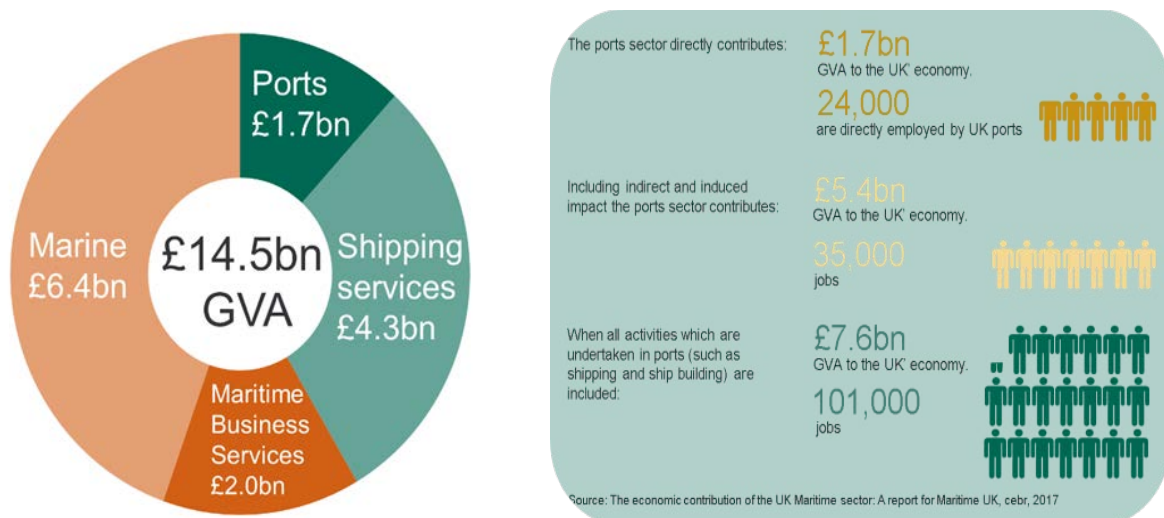 Ports
£1.7bn
Shipping
services
£4.3bn
Maritime
Business
Services
£2.0bn
Marine
£6.4bn
£14.5bn
GVA
The ports sector directly contributes:
£1.7bn
GVA to the UK' economy.
24,000
are directly employed by UK ports
Including indirect and induced
impact the ports sector contributes:
£5.4bn
GVA to the UK' economy.
35,000
jobs
When all activities which are
undertaken in ports (such as
shipping and ship building) are
included:
£7.6bn
GVA to the UK' economy.
101,000
jobs
Source: The economic contribution of the UK Maritime sector: A report for Maritime UK, cebr, 2017